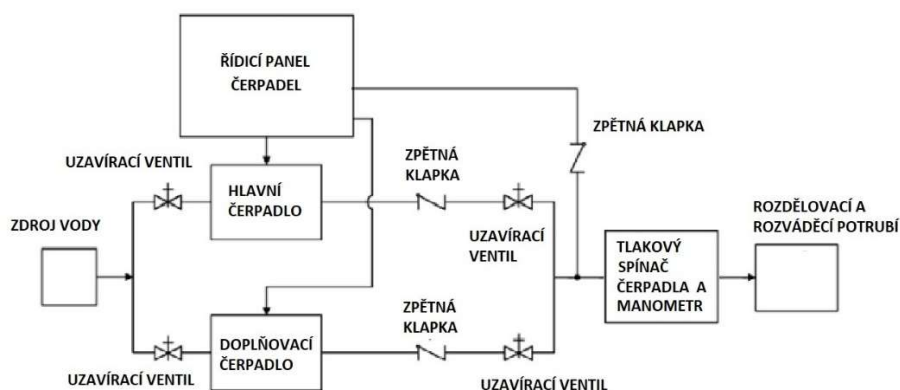 ŘÍDICÍ PANEL
ČERPADEL
ZPĚTNÁ KLAPKA
UZAVÍRACÍ VENTIL
ZPĚTNÁ
KLAPKA
HLAVNÍ
ČERPADLO
ZDROJ VODY
UZAVÍRACÍ
VENTIL
ROZDĚLOVACÍ A
ROZVÁDĚCÍ POTRUBÍ
TLAKOVÝ
SPÍNAČ
ČERPADLA A
MANOMETR
ZPĚTNÁ
KLAPKA
DOPLŇOVACÍ
ČERPADLO
UZAVÍRACÍ VENTIL
UZAVÍRACÍ VENTIL